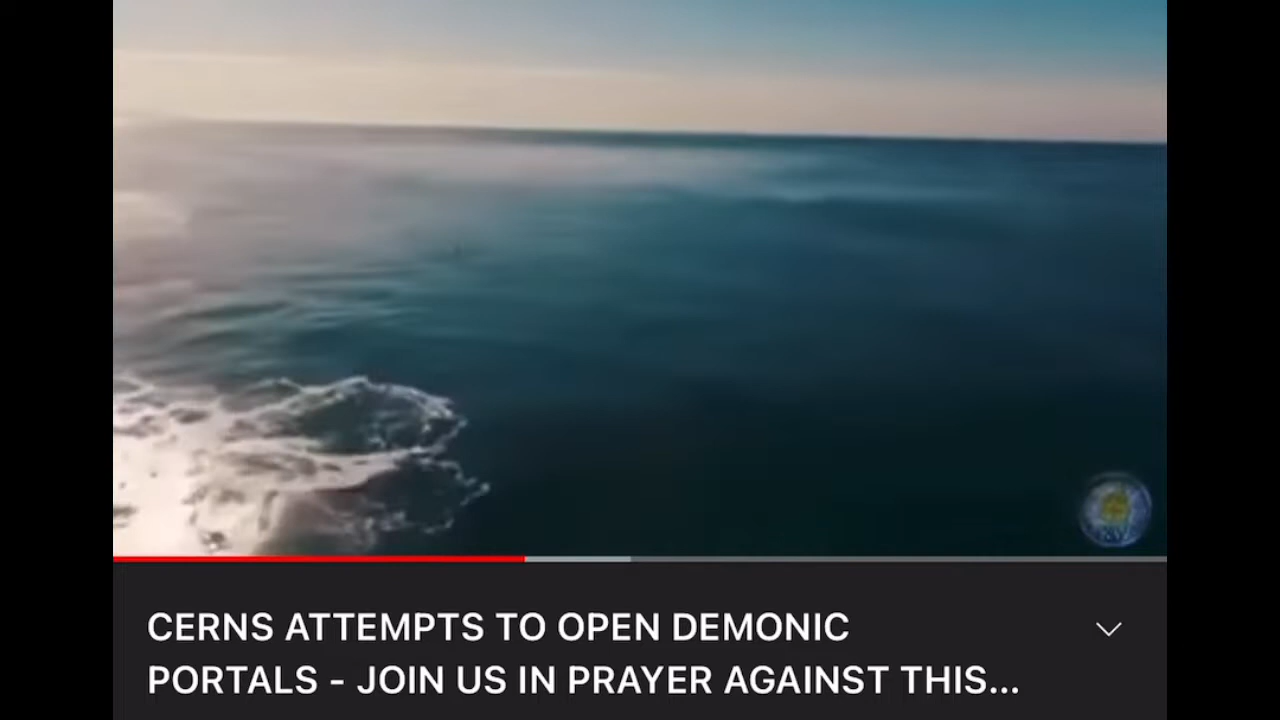 CERNS ATTEMPTS TO OPEN DEMONIC
PORTALS - JOIN US IN PRAYER AGAINST THIS...